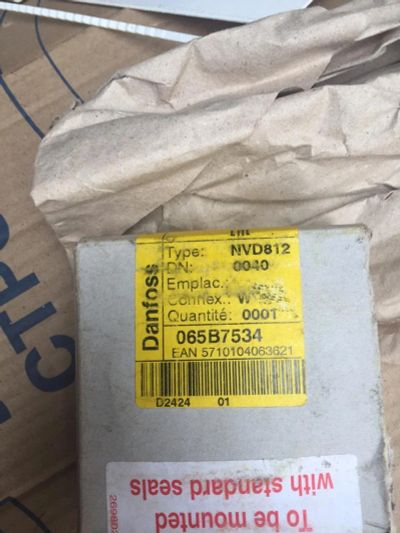 Danfoss
Type: NVD812
DN: 0040
Emplac.
Connex.: W
Quantité: 0001
065B7534
EAN 5710104063621
D2424 01
To be mounted
with standard seals
СТРО